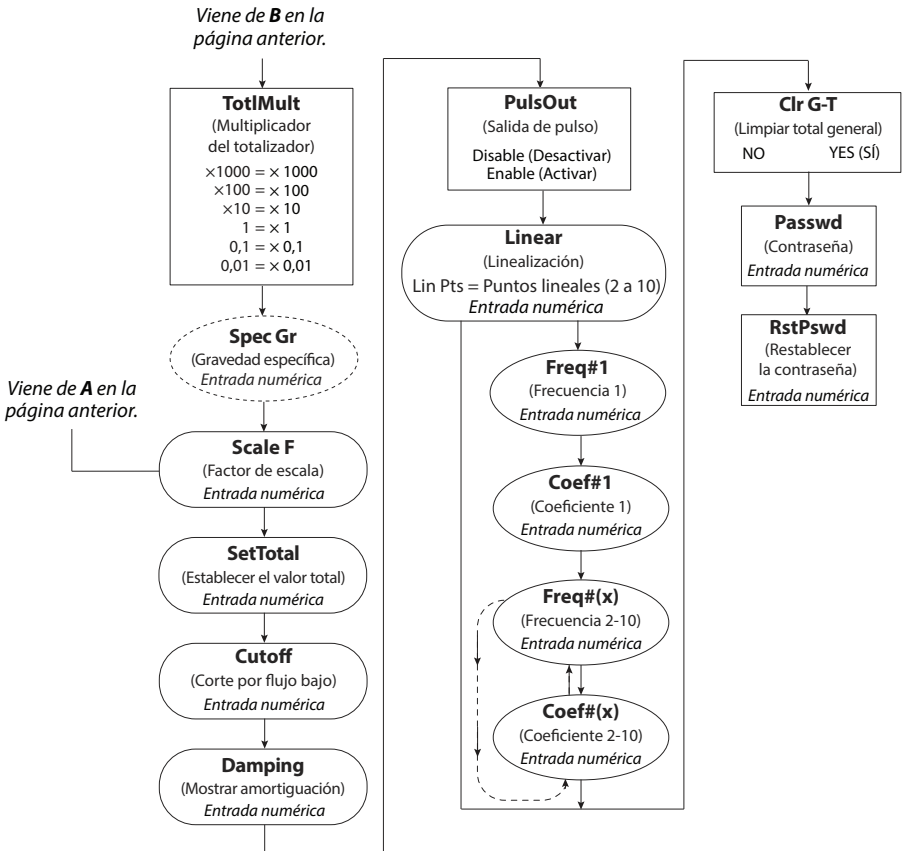 Viene de B en la
página anterior.
TotlMult
(Multiplicador
del totalizador)
×1000 = × 1000
×100 = × 100
×10 = × 10
1 = × 1
0,1 = × 0,1
0,01 = × 0,01
Spec Gr
(Gravedad específica)
Entrada numérica
Viene de A en la
página anterior.
Scale F
(Factor de escala)
Entrada numérica
SetTotal
(Establecer el valor total)
Entrada numérica
Cutoff
(Corte por flujo bajo)
Entrada numérica
Damping
(Mostrar amortiguación)
Entrada numérica
PulsOut
(Salida de pulso)
Disable (Desactivar)
Enable (Activar)
Linear
(Linealización)
Lin Pts = Puntos lineales (2 a 10)
Entrada numérica
Freq#1
(Frecuencia 1)
Entrada numérica
Coef#1
(Coeficiente 1)
Entrada numérica
Freq#(x)
(Frecuencia 2-10)
Entrada numérica
Coef#(x)
(Coeficiente 2-10)
Entrada numérica
Clr G-T
(Limpiar total general)
NO YES (SÍ)
Passwd
(Contraseña)
Entrada numérica
RstPswd
(Restablecer
la contraseña)
Entrada numérica